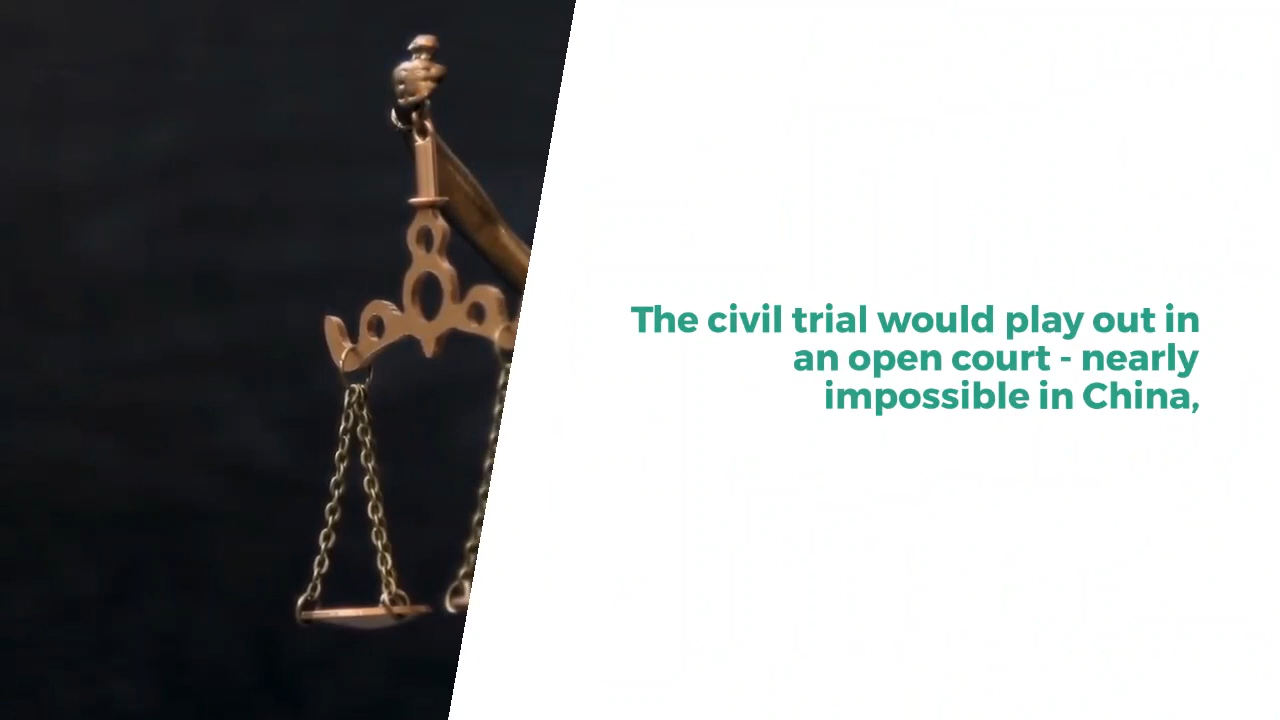 The civil trial would play out in
an open court - nearly
impossible in China,